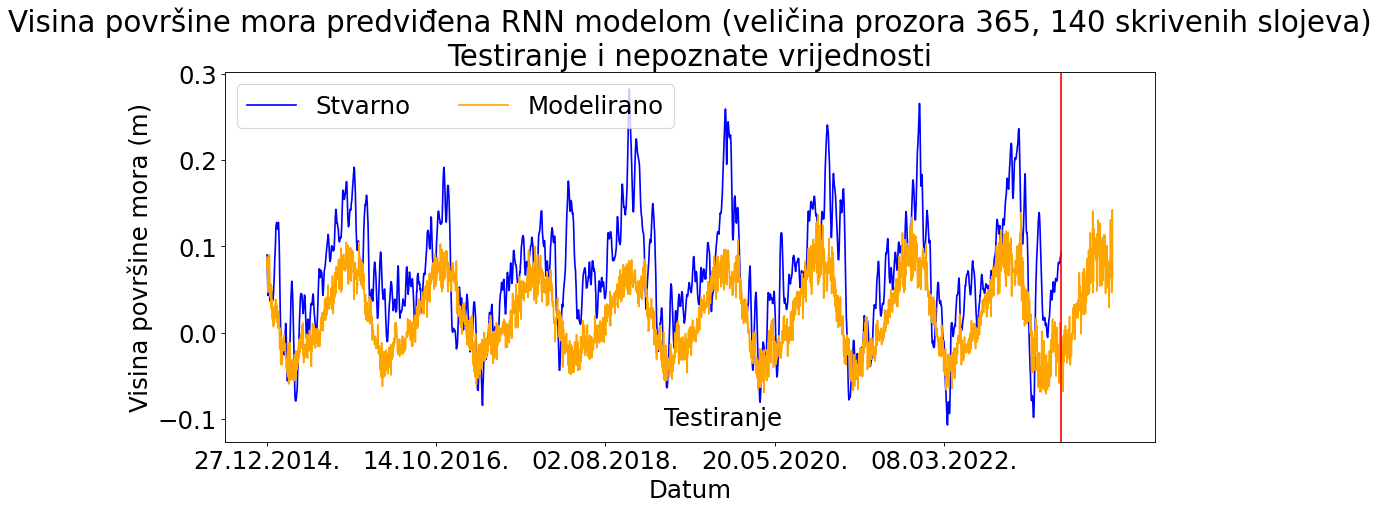 Visina površine mora predviđena RNN modelom (veličina prozora 365, 140 skrivenih slojeva)
Testiranje i nepoznate vrijednosti
Stvarno Modelirano
Visina površine mora (m)
0.3
0.2
0.1
0.0
−0.1
Testiranje
27.12.2014. 14.10.2016. 02.08.2018. 20.05.2020. 08.03.2022.
Datum